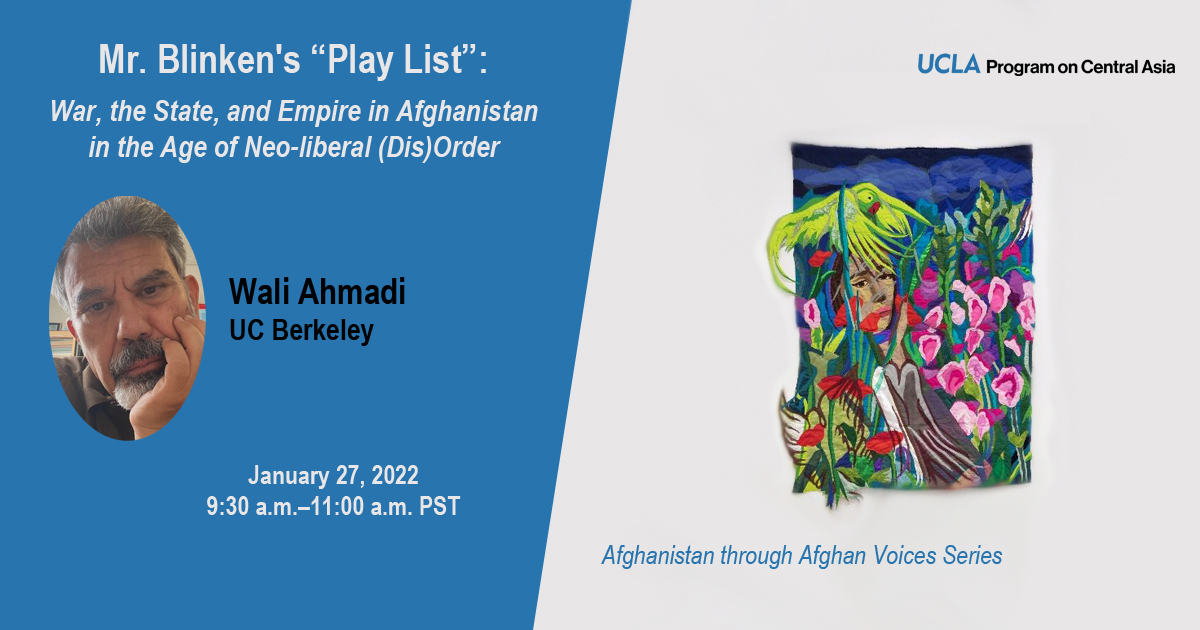 Mr. Blinken's “Play List”:
War, the State, and Empire in Afghanistan
in the Age of Neo-liberal (Dis)Order
Wali Ahmadi
UC Berkeley
January 27, 2022
9:30 a.m.–11:00 a.m. PST
UCLA Program on Central Asia
Afghanistan through Afghan Voices Series